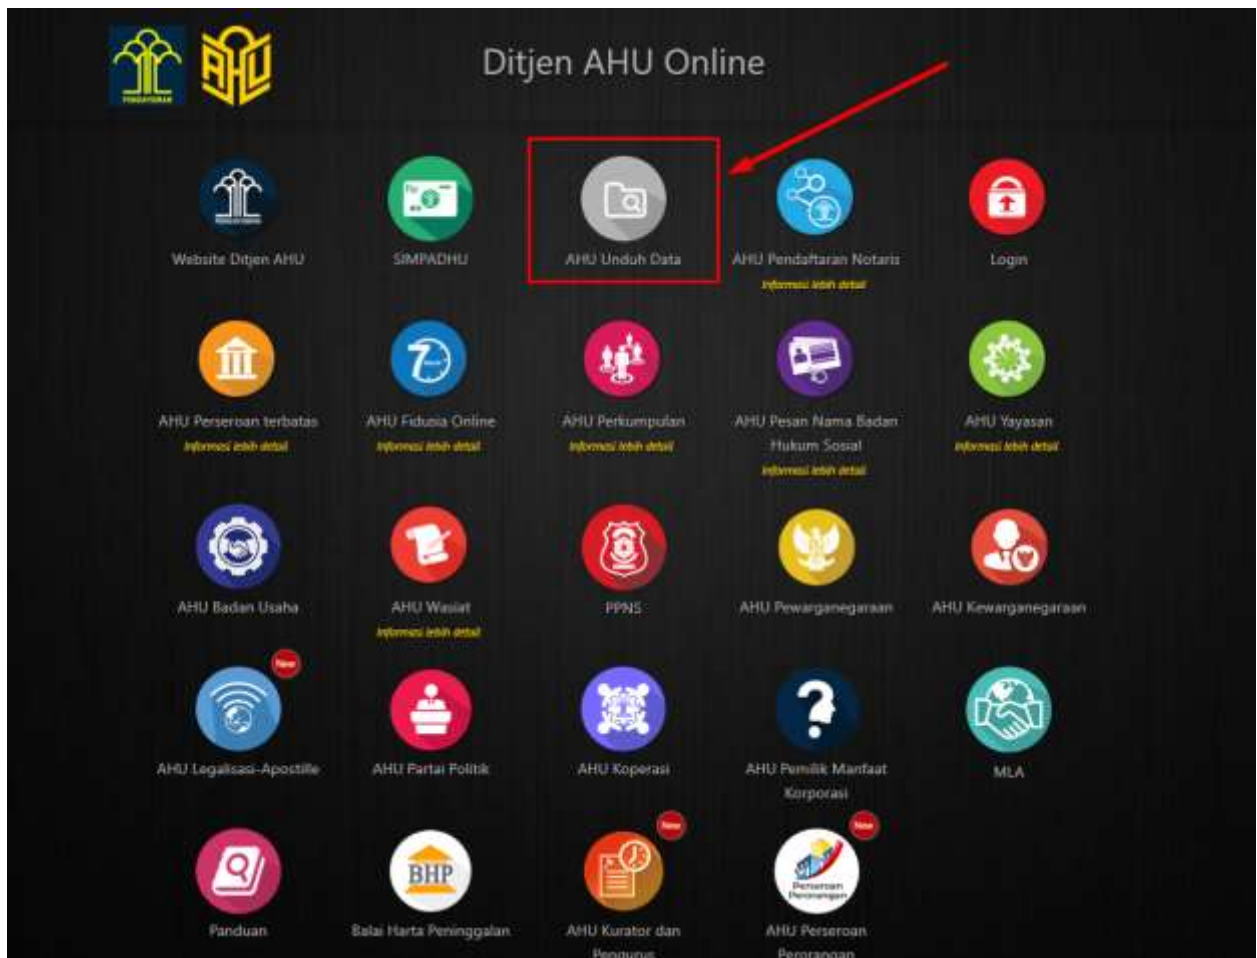 Ditjen AHU Online
Website Ditjen AHU
SIMPADHU
AHU Unduh Data
AHU Pendaftaran Notaris
Informasi lebih detail
Login
AHU Perseroan terbatas
Informasi lebih detail
7
AHU Fidusia Online
Informasi lebih detail
AHU Perkumpulan
Informasi lebih detail
AHU Pesan Nama Badan
Hukum Sosial
Informasi lebih detail
AHU Yayasan
Informasi lebih detail
AHU Badan Usaha
AHU Wasiat
Informasi lebih detail
PPNS
AHU Pewarganegaraan
AHU Kewarganegaraan
New
AHU Legalisasi-Apostille
AHU Partai Politik
AHU Koperasi
AHU Pemilik Manfaat
Korporasi
MLA
Panduan
BHP
Balai Harta Peninggalan
New
AHU Kurator dan
Pengurus
New
Perseroan
Perorangan
AHU Perseroan
Perorangan